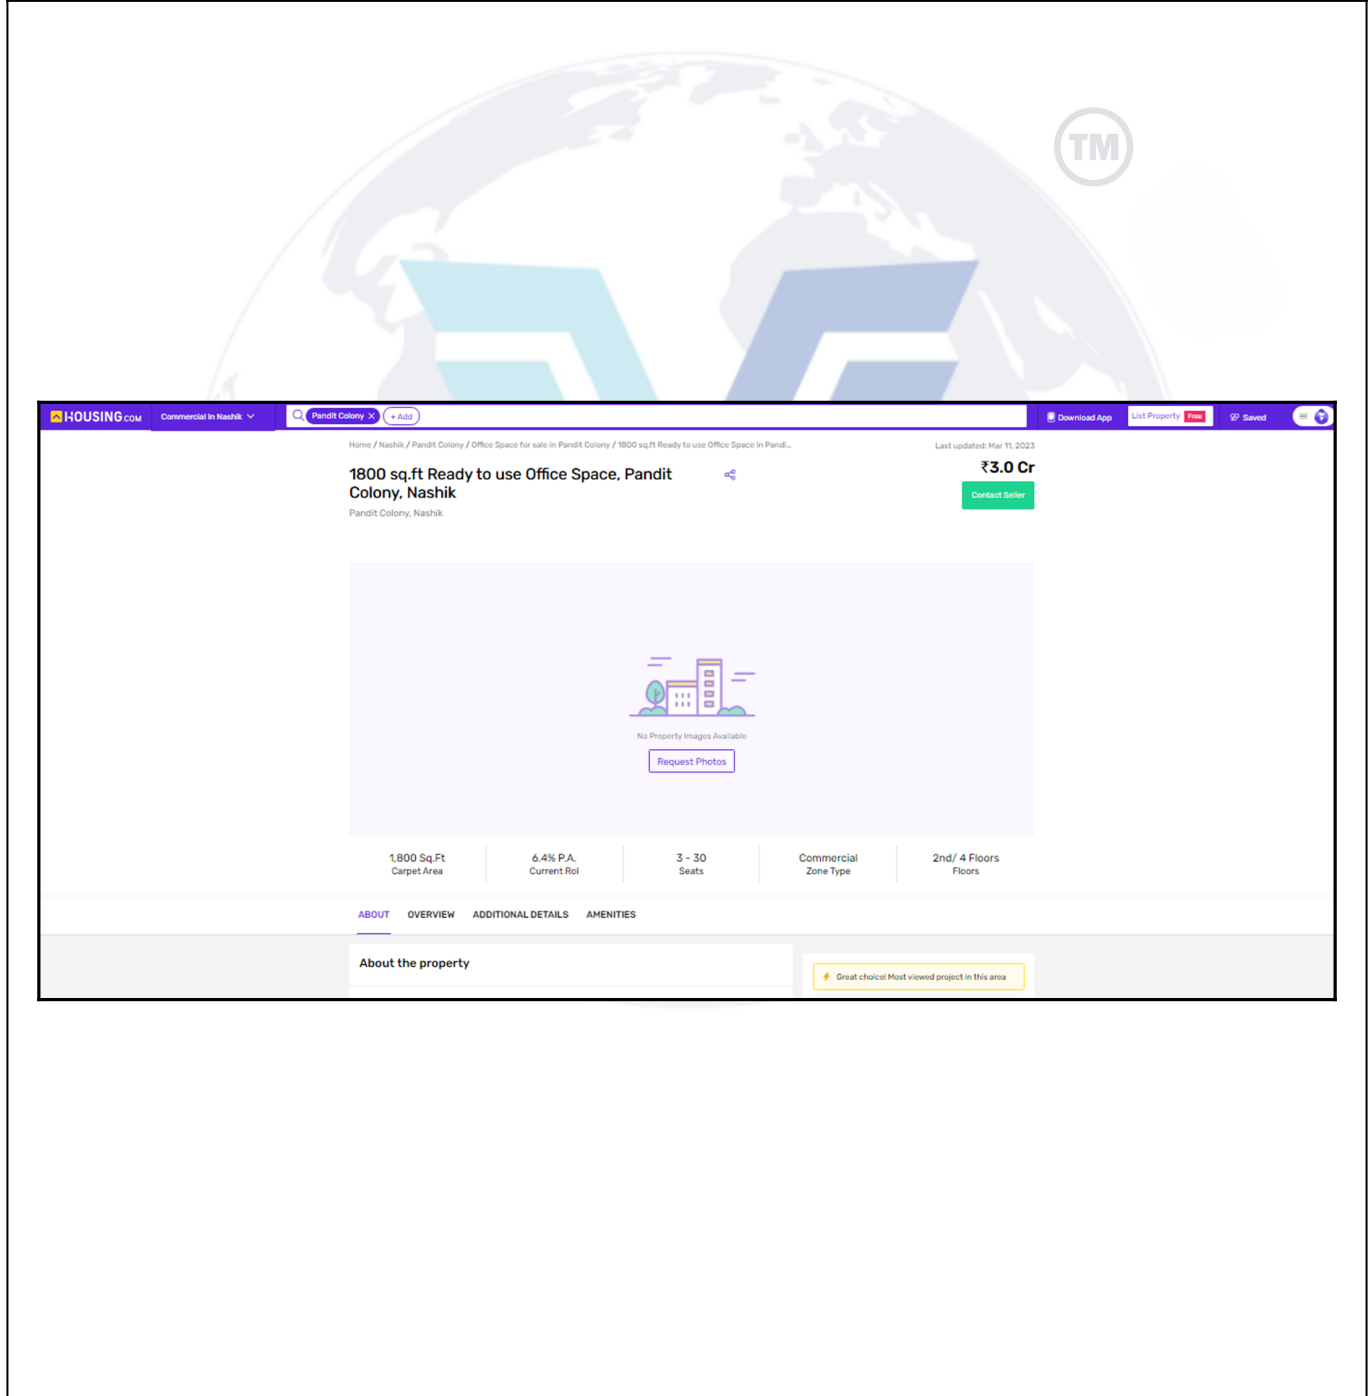 TM
HOUSING.COM Commercial In Nashik Pandit Colony X + Add Download App List Property Free Saved
Home / Nashik / Pandit Colony / Office Space for sale in Pandit Colony / 1800 sq.ft Ready to use Office Space in Pandi...
Last updated: Mar 11, 2023
1800 sq.ft Ready to use Office Space, Pandit
Colony, Nashik
₹3.0 Cr
Contact Seller
Pandit Colony, Nashik
No Property Images Available
Request Photos
1,800 Sq.Ft 6.4% P.A. 3 - 30 Commercial 2nd/ 4 Floors
Carpet Area Current RoI Seats Zone Type Floors
ABOUT OVERVIEW ADDITIONAL DETAILS AMENITIES
About the property
Great choice! Most viewed project in this area